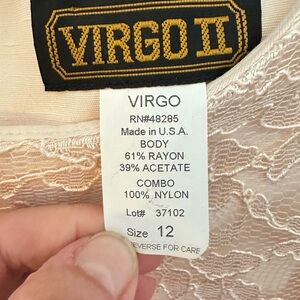 VIRGO II
VIRGO
RN#48285
Made in U.S.A.
BODY
61% RAYON
39% ACETATE
COMBO
100% NYLON
Lot# 37102
Size 12
REVERSE FOR CARE